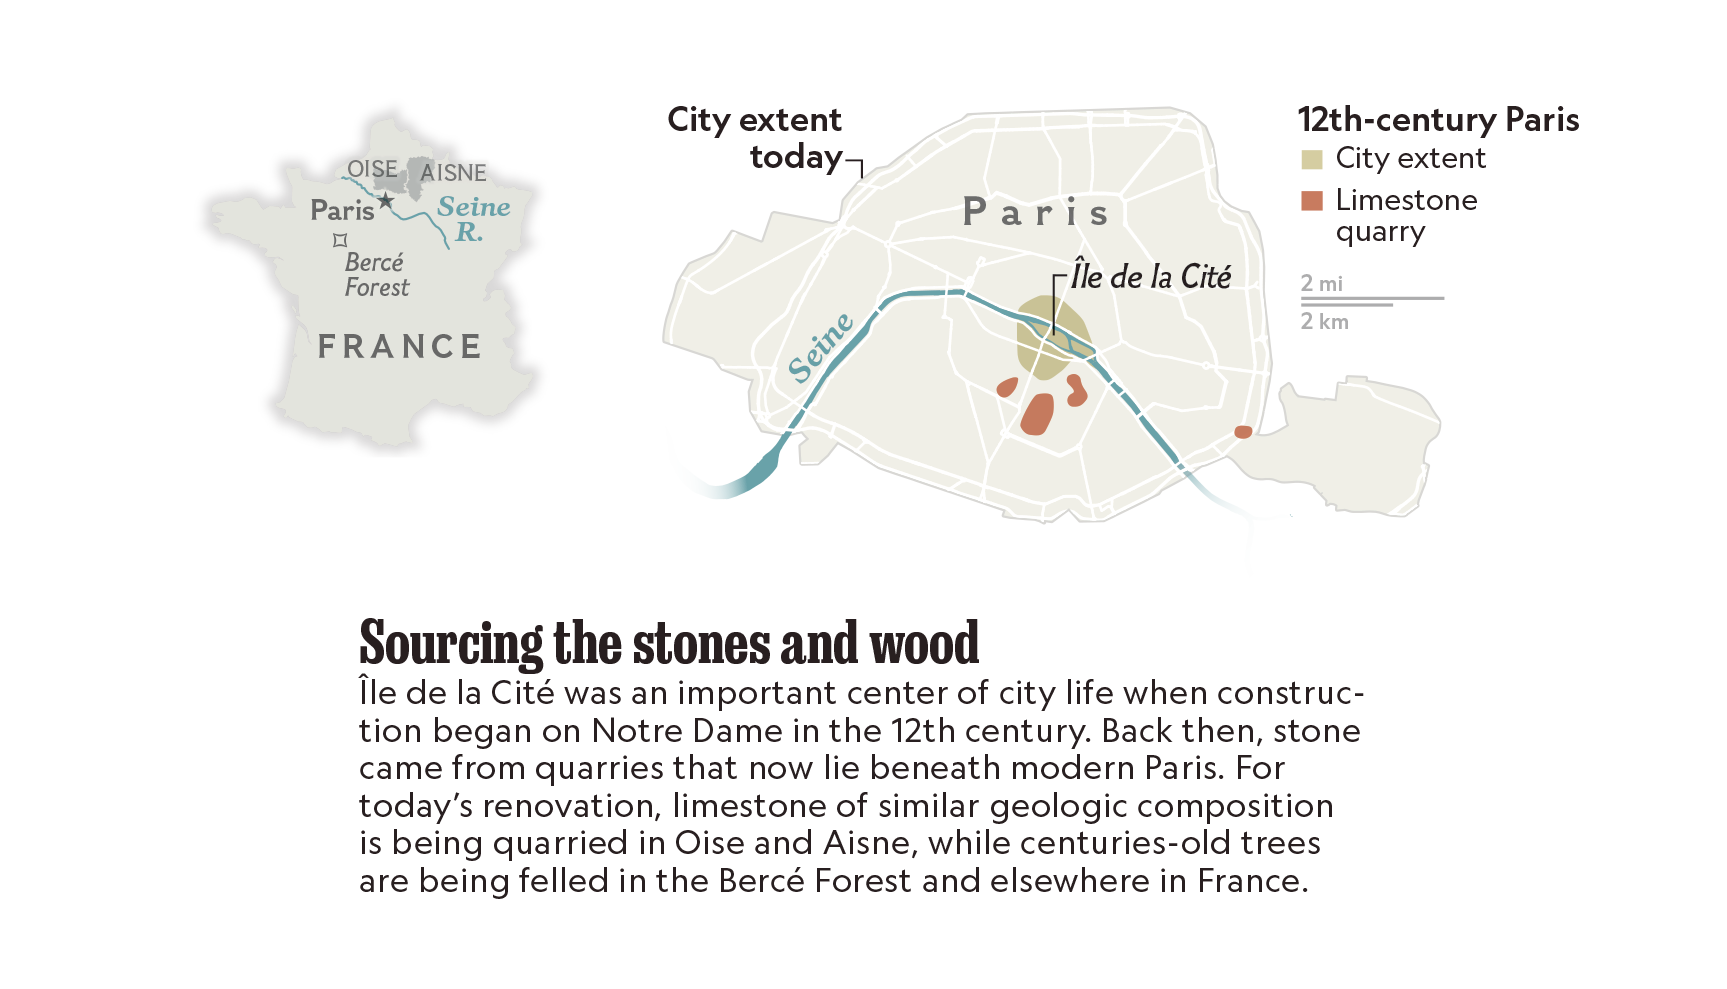 OISE
AISNE
Paris
Seine
R.
Bercé
Forest
FRANCE
City extent
today
Paris
Île de la Cité
Seine
12th-century Paris
City extent
Limestone
quarry
2 mi
2 km
Sourcing the stones and wood
Île de la Cité was an important center of city life when construc-
tion began on Notre Dame in the 12th century. Back then, stone
came from quarries that now lie beneath modern Paris. For
today’s renovation, limestone of similar geologic composition
is being quarried in Oise and Aisne, while centuries-old trees
are being felled in the Bercé Forest and elsewhere in France.